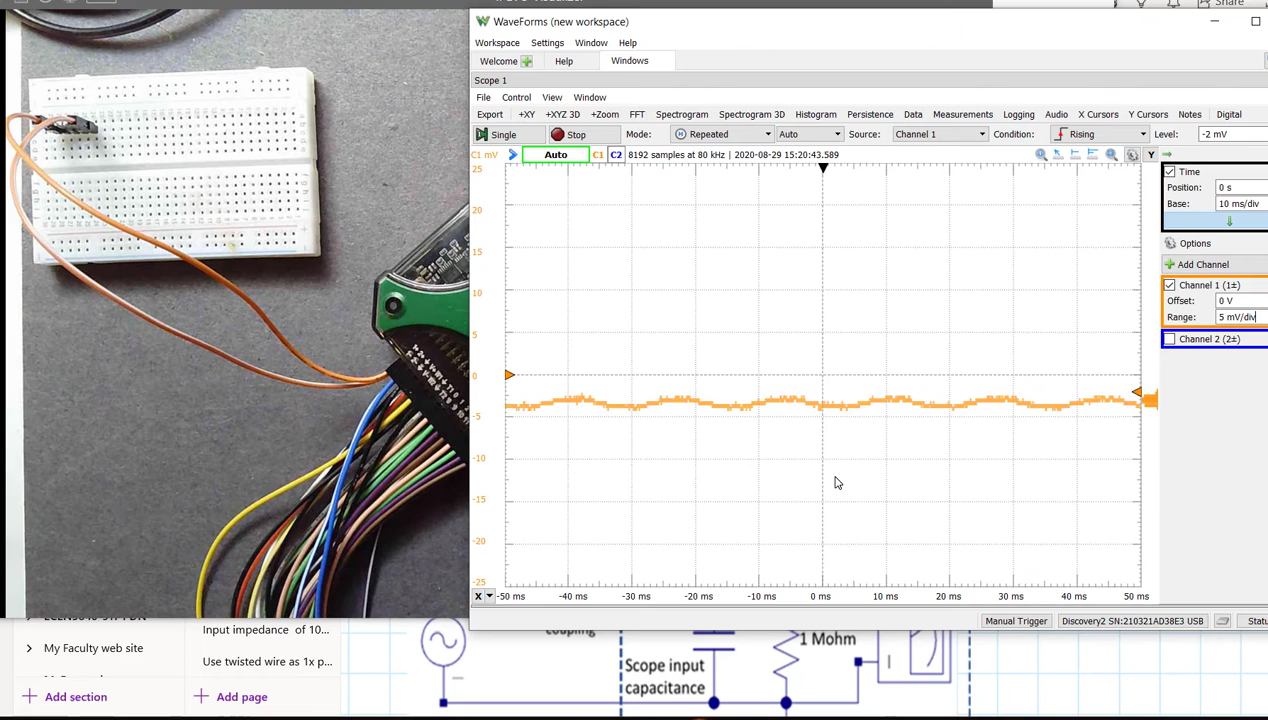 Share
WaveForms (new workspace)
Workspace Settings Window Help
Welcome Help Windows
Scope 1
File Control View Window
Export +XY +XYZ 3D +Zoom FFT Spectrogram Spectrogram 3D Histogram Persistence Data Measurements Logging Audio X Cursors Y Cursors Notes Digital
Single Stop Mode: Repeated Auto Source: Channel 1 Condition: Rising Level: -2 mV
C1 mV Auto C1 C2 8192 samples at 80 kHz | 2020-08-29 15:20:43.589 Y
25
20
15
10
5
0
-5
-10
-15
-20
-25
X -50 ms -40 ms -30 ms -20 ms -10 ms 0 ms 10 ms 20 ms 30 ms 40 ms 50 ms
Time
Position: 0 s
Base: 10 ms/div
Options
Add Channel
Channel 1 (1±)
Offset: 0 V
Range: 5 mV/div
Channel 2 (2±)
Manual Trigger Discovery2 SN:210321AD38E3 USB
Input impedance of 10...
My Faculty web site
Use twisted wire as 1x p...
Add section Add page
coupling
1 Mohm
Scope input
capacitance